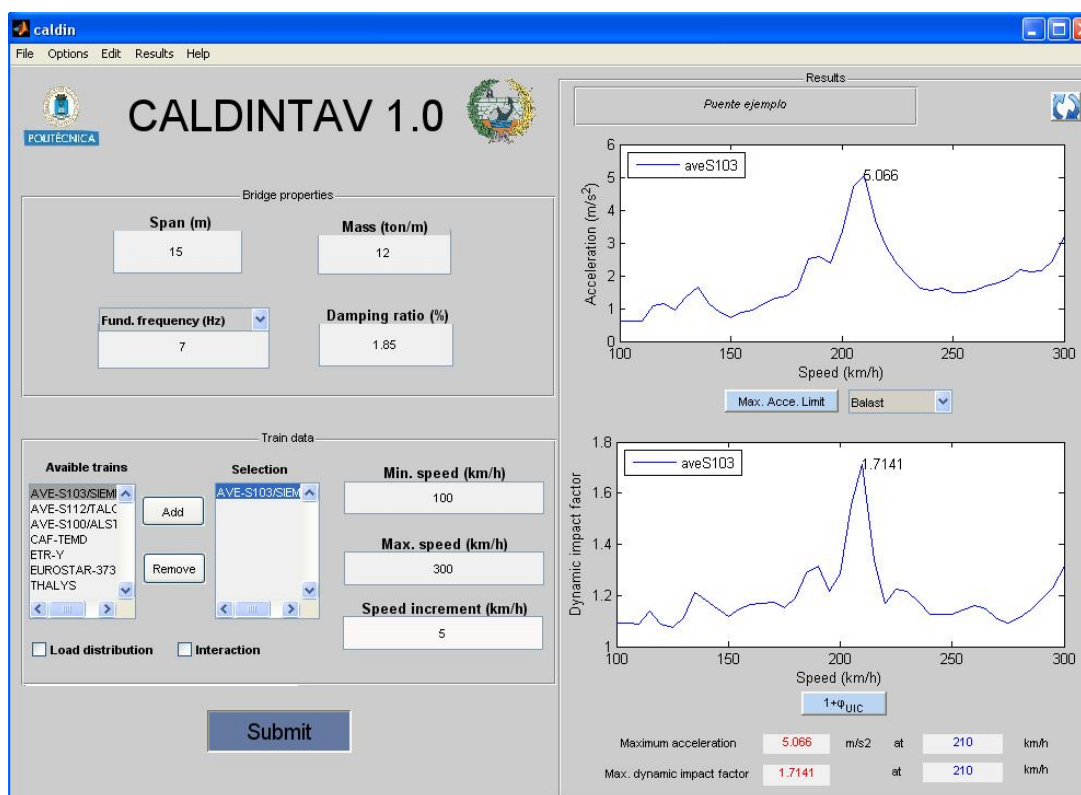 caldin
File Options Edit Results Help
POLITÉCNICA
CALDINTAV 1.0
Bridge properties
Span (m)
15
Mass (ton/m)
12
Fund. frequency (Hz)
7
Damping ratio (%)
1.85
Train data
Avaible trains
AVE-S103/SIEM
AVE-S112/TALG
AVE-S100/ALST
CAF-TEMD
ETR-Y
EUROSTAR-373
THALYS
Add
Remove
Selection
AVE-S103/SIEM
Min. speed (km/h)
100
Max. speed (km/h)
300
Speed increment (km/h)
5
Load distribution
Interaction
Submit
Results
Puente ejemplo
aveS103
5.066
Acceleration (m/s²)
6
5
4
3
2
1
0
100 150 200 250 300
Speed (km/h)
Max. Acce. Limit
Balast
aveS103
1.7141
Dynamic impact factor
1.8
1.6
1.4
1.2
1
100 150 200 250 300
Speed (km/h)
1+φUIC
Maximum acceleration 5.066 m/s2 at 210 km/h
Max. dynamic impact factor 1.7141 at 210 km/h